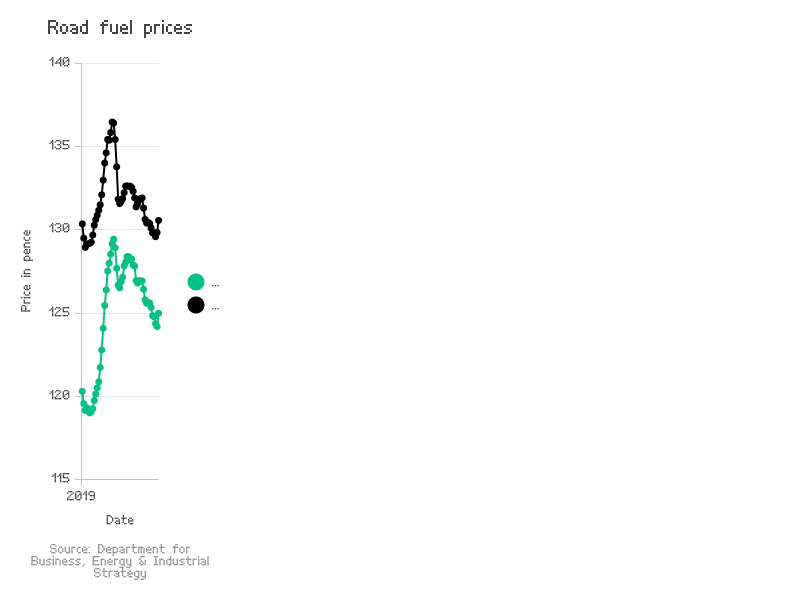 Road fuel prices
140
135
130
125
120
115
Price in pence
...
...
2019
Date
Source: Department for
Business, Energy & Industrial
Strategy